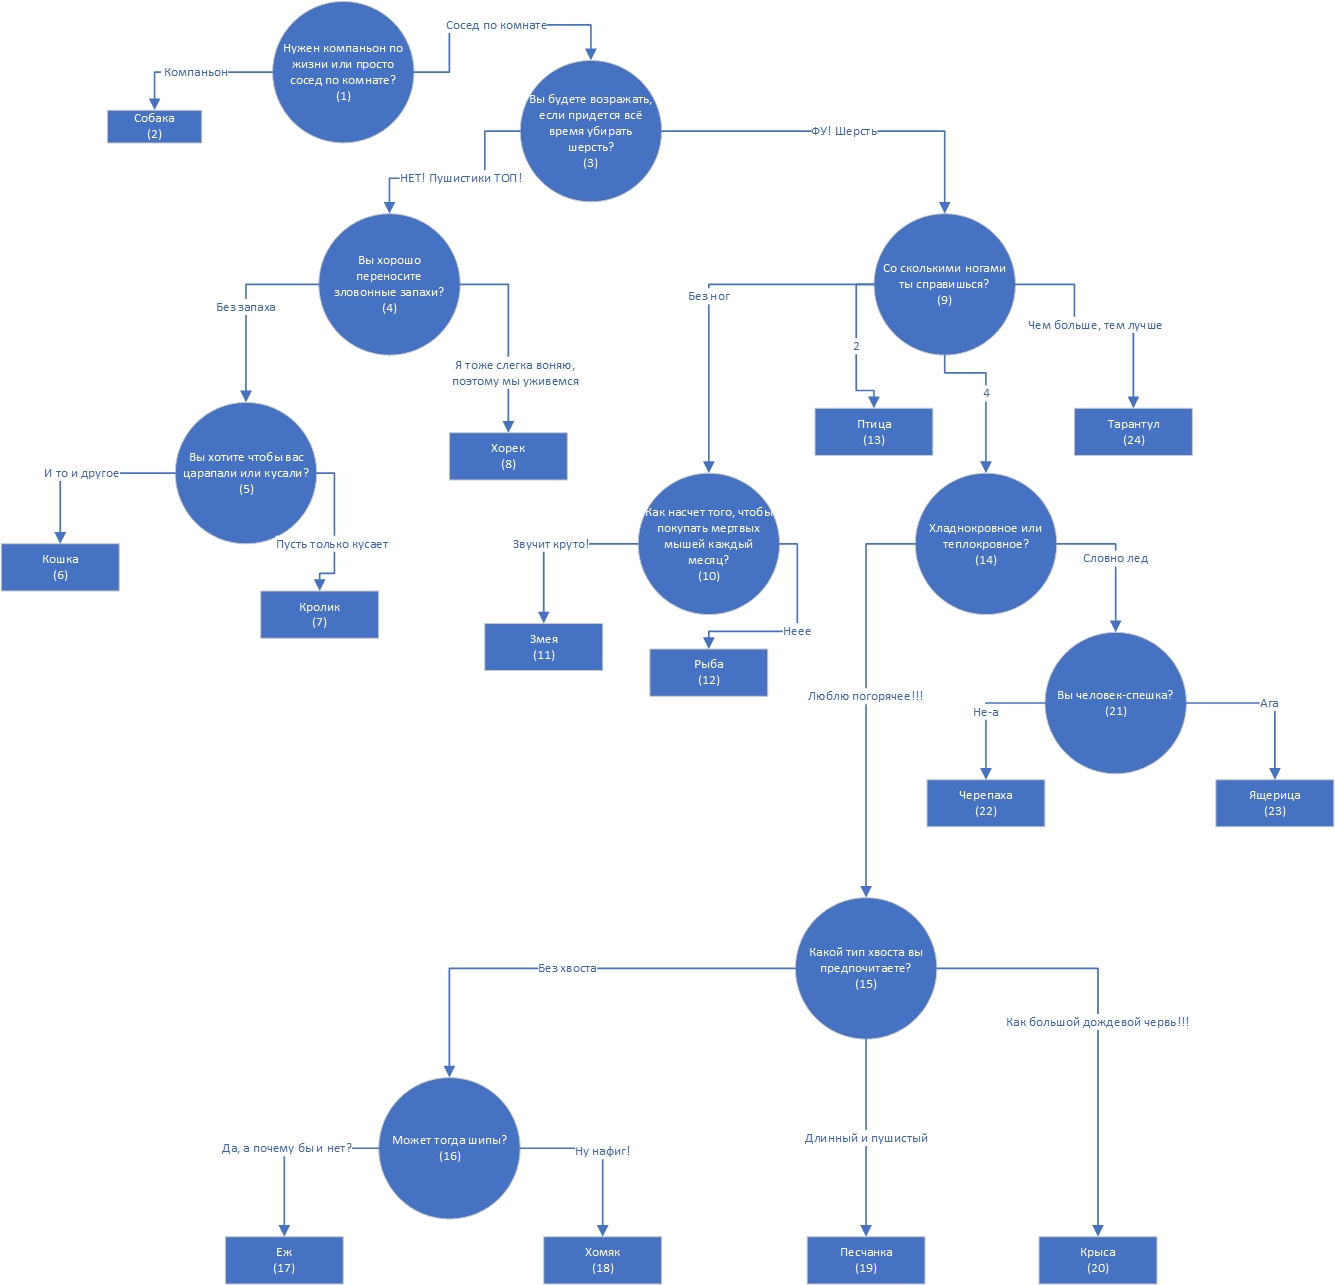 Сосед по комнате
Нужен компаньон по
жизни или просто
сосед по комнате?
(1)
Компаньон
Собака
(2)
Вы будете возражать,
если придется всё
время убирать
шерсть?
(3)
ФУ! Шерсть
НЕТ! Пушистики ТОП!
Вы хорошо
переносите
зловонные запахи?
(4)
Со сколькими ногами
ты справишься?
(9)
Без запаха
Без ног
2
Чем больше, тем лучше
Я тоже слегка воняю,
поэтому мы уживемся
4
Птица
(13)
Тарантул
(24)
Хорек
(8)
Вы хотите чтобы вас
царапали или кусали?
(5)
И то и другое
Пусть только кусает
Кошка
(6)
Кролик
(7)
Как насчет того, чтобы
покупать мертвых
мышей каждый
месяц?
(10)
Звучит круто!
Неее
Змея
(11)
Рыба
(12)
Хладнокровное или
теплокровное?
(14)
Словно лед
Люблю погорячее!!!
Вы человек-спешка?
(21)
Не-а
Ага
Черепаха
(22)
Ящерица
(23)
Какой тип хвоста вы
предпочитаете?
(15)
Без хвоста
Как большой дождевой червь!!!
Длинный и пушистый
Может тогда шипы?
(16)
Да, а почему бы и нет?
Ну нафиг!
Еж
(17)
Хомяк
(18)
Песчанка
(19)
Крыса
(20)